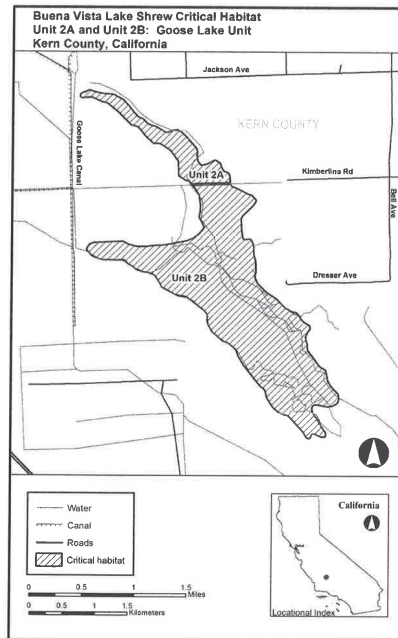 Buena Vista Lake Shrew Critical Habitat
Unit 2A and Unit 2B: Goose Lake Unit
Kern County, California
Jackson Ave
KERN COUNTY
Goose Lake Canal
Unit 2A
Kimberlina Rd
Bell Ave
Unit 2B
Dresser Ave
Water
Canal
Roads
Critical habitat
0 0.5 1 1.5
Miles
0 0.5 1 1.5
Kilometers
California
Locational Index